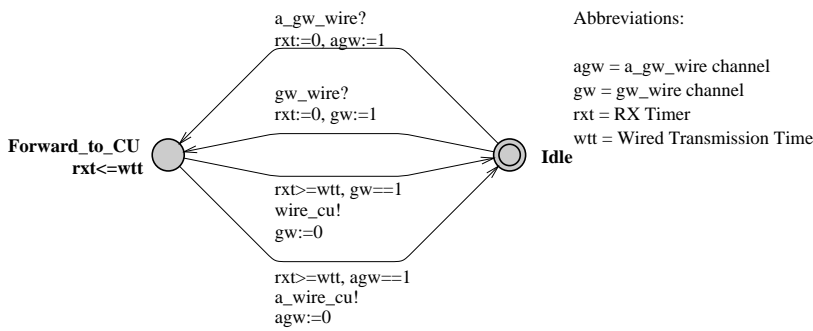 a_gw_wire?
rxt:=0, agw:=1
gw_wire?
rxt:=0, gw:=1
Forward_to_CU
rxt<=wtt
Idle
rxt>=wtt, gw==1
wire_cu!
gw:=0
rxt>=wtt, agw==1
a_wire_cu!
agw:=0
Abbreviations:
agw = a_gw_wire channel
gw = gw_wire channel
rxt = RX Timer
wtt = Wired Transmission Time